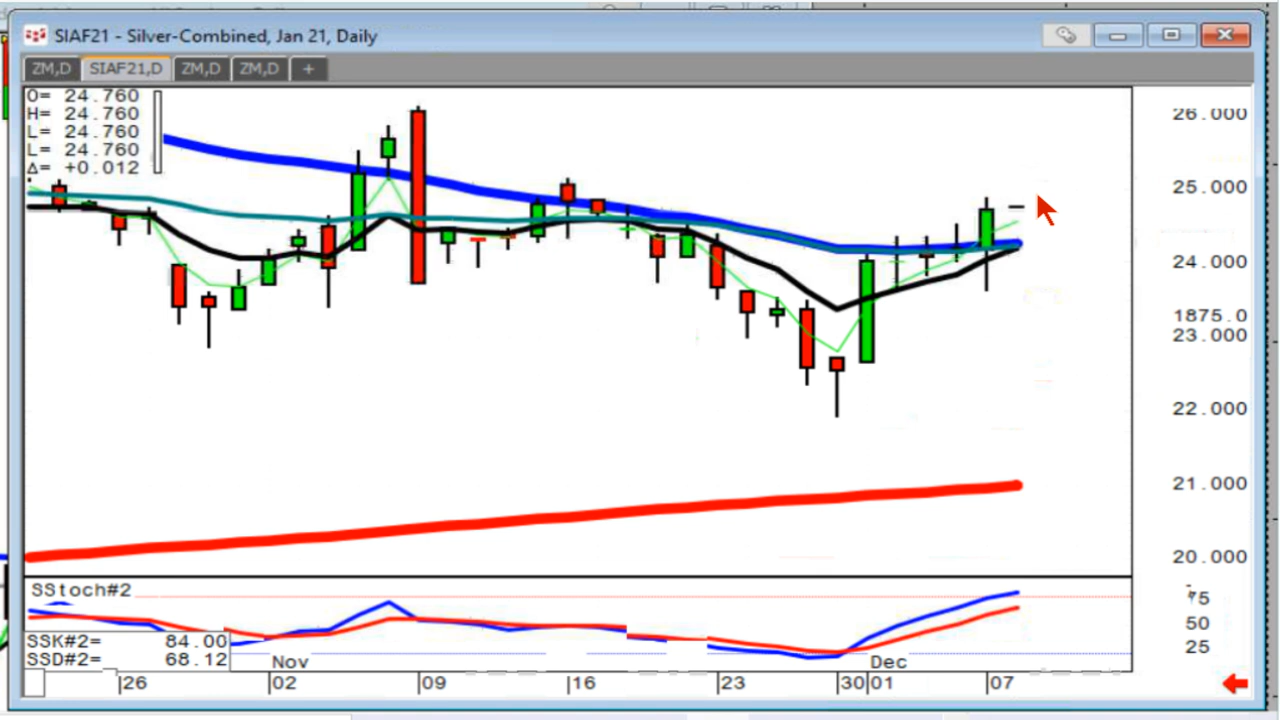 SIAF21 - Silver-Combined, Jan 21, Daily
ZM,D SIAF21,D ZM,D ZM,D +
O= 24.760
H= 24.760
L= 24.760
L= 24.760
Δ= +0.012
26.000
25.000
24.000
1875.0
23.000
22.000
21.000
20.000
SStoch#2
75
50
25
SSK#2= 84.00
SSD#2= 68.12
Nov
Dec
26 02 09 16 23 30 01 07